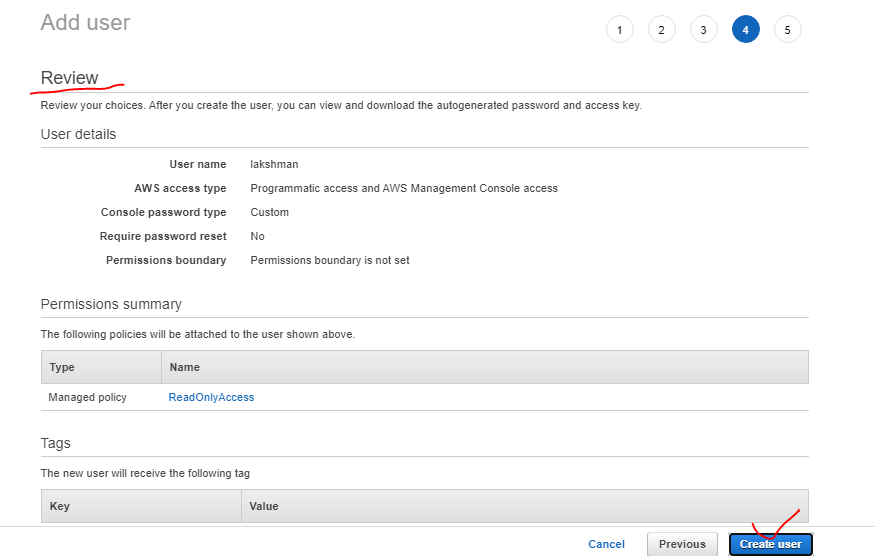 Add user
1 2 3 4 5
Review
Review your choices. After you create the user, you can view and download the autogenerated password and access key.
User details
User name lakshman
AWS access type Programmatic access and AWS Management Console access
Console password type Custom
Require password reset No
Permissions boundary Permissions boundary is not set
Permissions summary
The following policies will be attached to the user shown above.
Type Name
Managed policy ReadOnlyAccess
Tags
The new user will receive the following tag
Key Value
Cancel Previous Create user